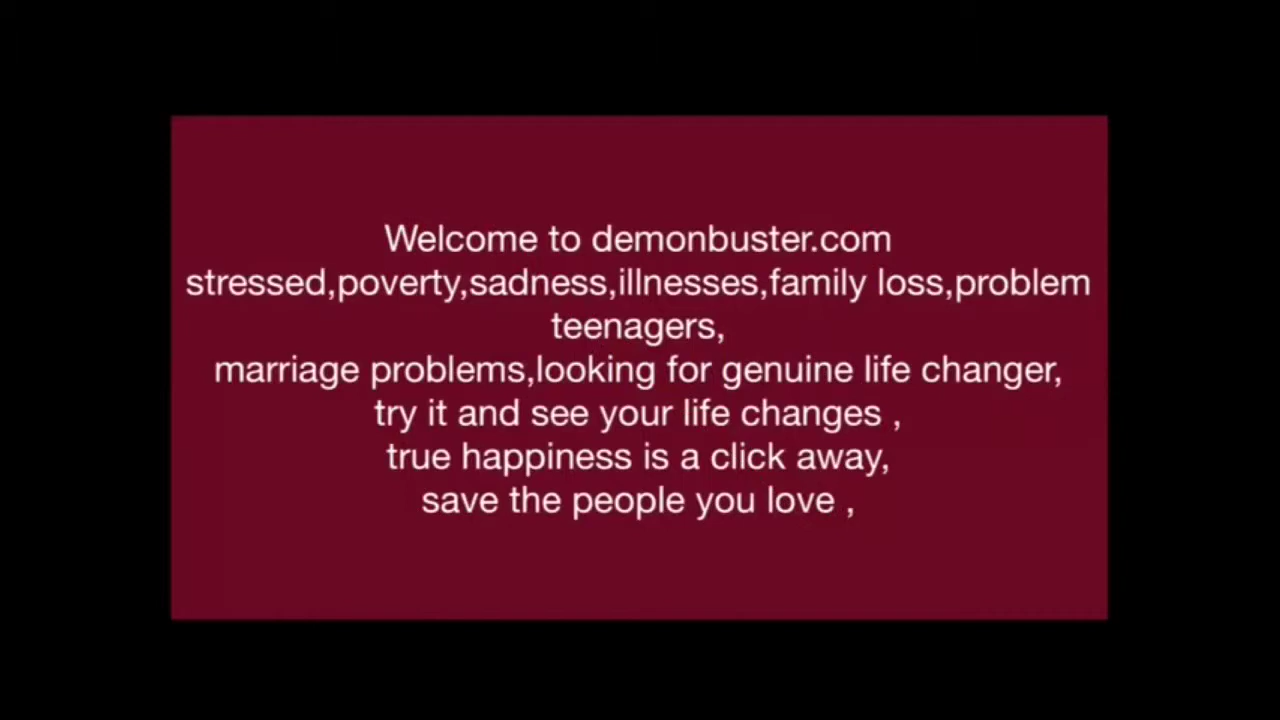 Welcome to demonbuster.com
stressed,poverty,sadness,illnesses,family loss,problem
teenagers,
marriage problems,looking for genuine life changer,
try it and see your life changes ,
true happiness is a click away,
save the people you love ,